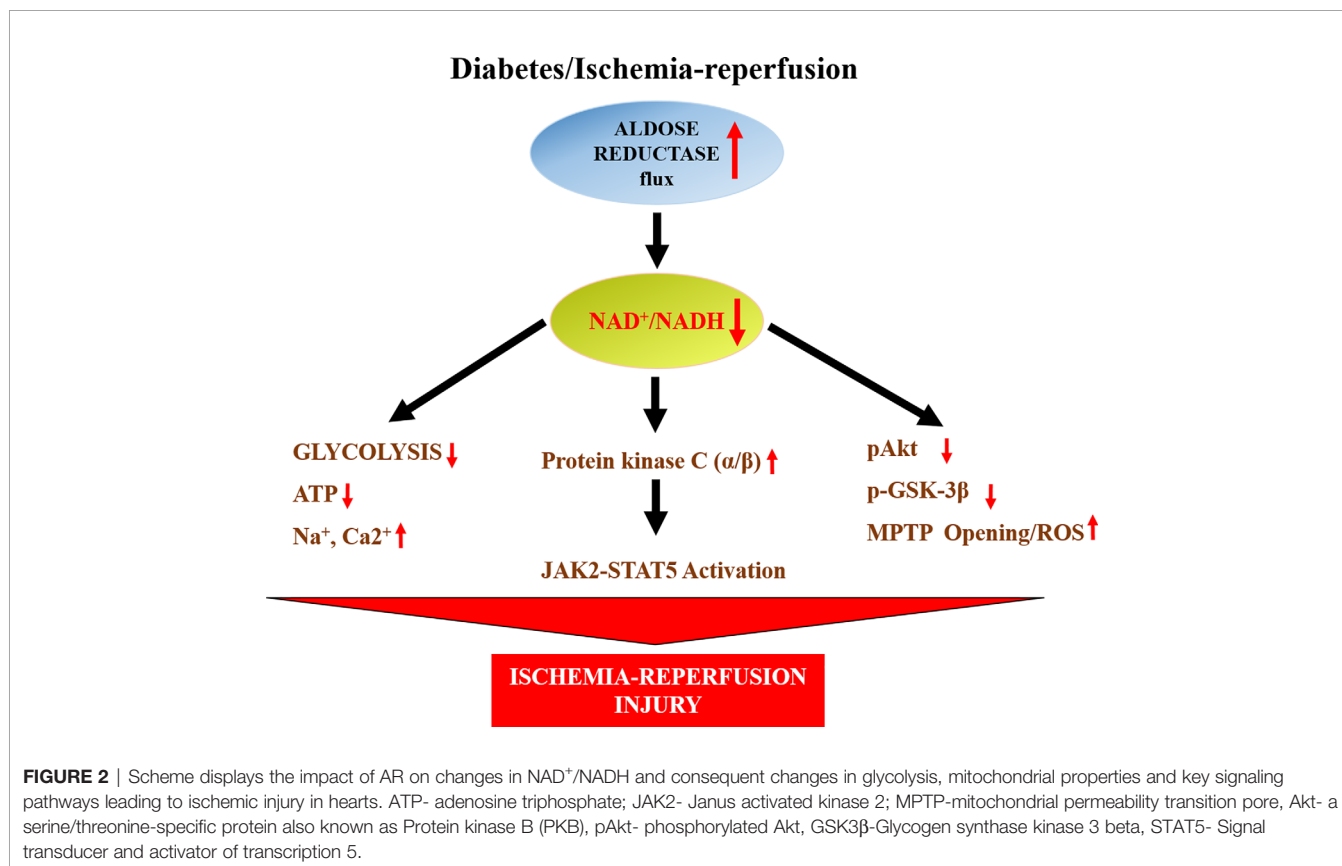 Diabetes/Ischemia-reperfusion
ALDOSE
REDUCTASE
flux
NAD⁺/NADH
GLYCOLYSIS
ATP
Na⁺, Ca2⁺
Protein kinase C (α/β)
JAK2-STAT5 Activation
pAkt
p-GSK-3β
MPTP Opening/ROS
ISCHEMIA-REPERFUSION
INJURY
FIGURE 2 | Scheme displays the impact of AR on changes in NAD⁺/NADH and consequent changes in glycolysis, mitochondrial properties and key signaling
pathways leading to ischemic injury in hearts. ATP- adenosine triphosphate; JAK2- Janus activated kinase 2; MPTP-mitochondrial permeability transition pore, Akt- a
serine/threonine-specific protein also known as Protein kinase B (PKB), pAkt- phosphorylated Akt, GSK3β-Glycogen synthase kinase 3 beta, STAT5- Signal
transducer and activator of transcription 5.